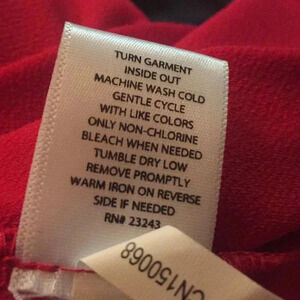 TURN GARMENT
INSIDE OUT
MACHINE WASH COLD
GENTLE CYCLE
WITH LIKE COLORS
ONLY NON-CHLORINE
BLEACH WHEN NEEDED
TUMBLE DRY LOW
REMOVE PROMPTLY
WARM IRON ON REVERSE
SIDE IF NEEDED
RN# 23243
CN150068